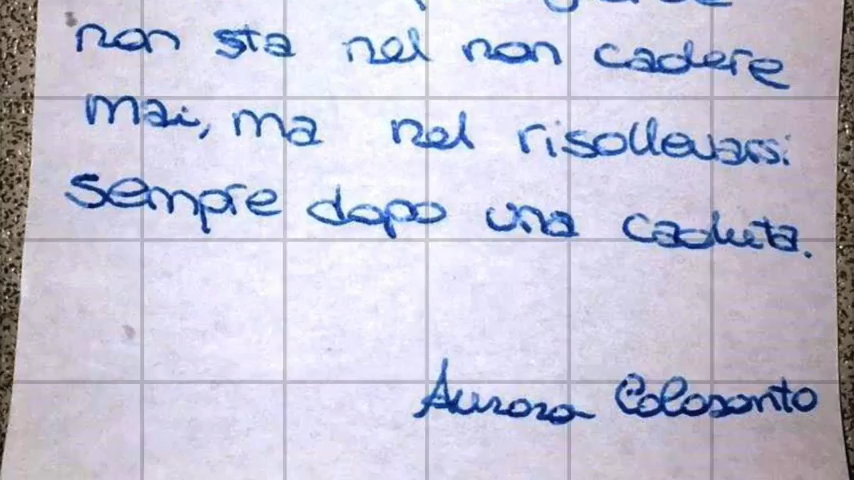 non sta nel non cadere
mai, ma nel risollevarsi
sempre dopo una caduta.
Aurora Colosanto